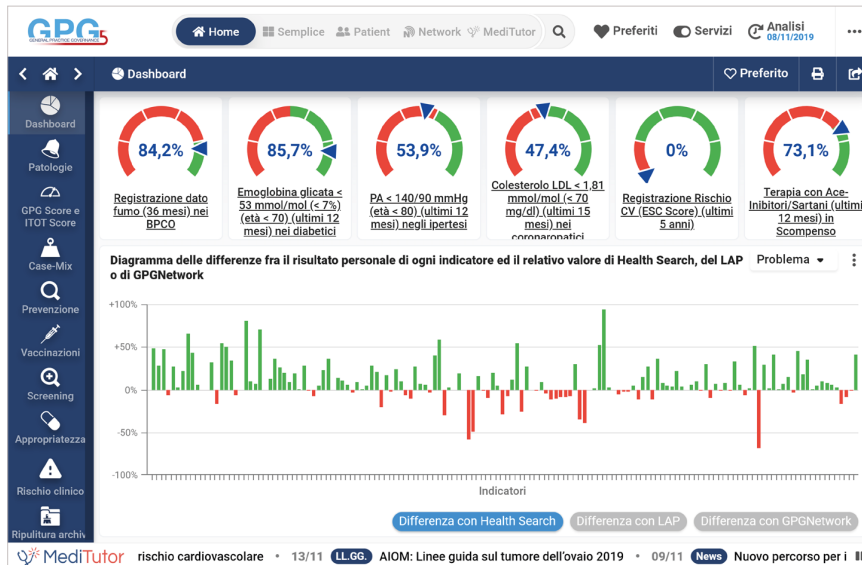 GPG5
GENERAL PRACTICE GOVERNANCE
Home
Semplice
Patient
Network
MediTutor
Preferiti
Servizi
Analisi
08/11/2019
Dashboard
Preferito
Dashboard
Patologie
GPG Score e
ITOT Score
Case-Mix
Prevenzione
Vaccinazioni
Screening
Appropriatezza
Rischio clinico
Ripulitura archiv
84,2%
Registrazione dato
fumo (36 mesi) nei
BPCO
85,7%
Emoglobina glicata <
53 mmol/mol (< 7%)
(età < 70) (ultimi 12
mesi) nei diabetici
53,9%
PA < 140/90 mmHg
(età < 80) (ultimi 12
mesi) negli ipertesi
47,4%
Colesterolo LDL < 1,81
mmol/mol (< 70
mg/dl) (ultimi 15
mesi) nei
coronaropatici
0%
Registrazione Rischio
CV (ESC Score) (ultimi
5 anni)
73,1%
Terapia con Ace-
Inibitori/Sartani (ultimi
12 mesi) in
Scompenso
Diagramma delle differenze fra il risultato personale di ogni indicatore ed il relativo valore di Health Search, del LAP
o di GPGNetwork
Problema
+100%
+50%
0%
-50%
-100%
Indicatori
Differenza con Health Search
Differenza con LAP
Differenza con GPGNetwork
MediTutor
rischio cardiovascolare • 13/11 LL.GG. AIOM: Linee guida sul tumore dell'ovaio 2019 • 09/11 News Nuovo percorso per i